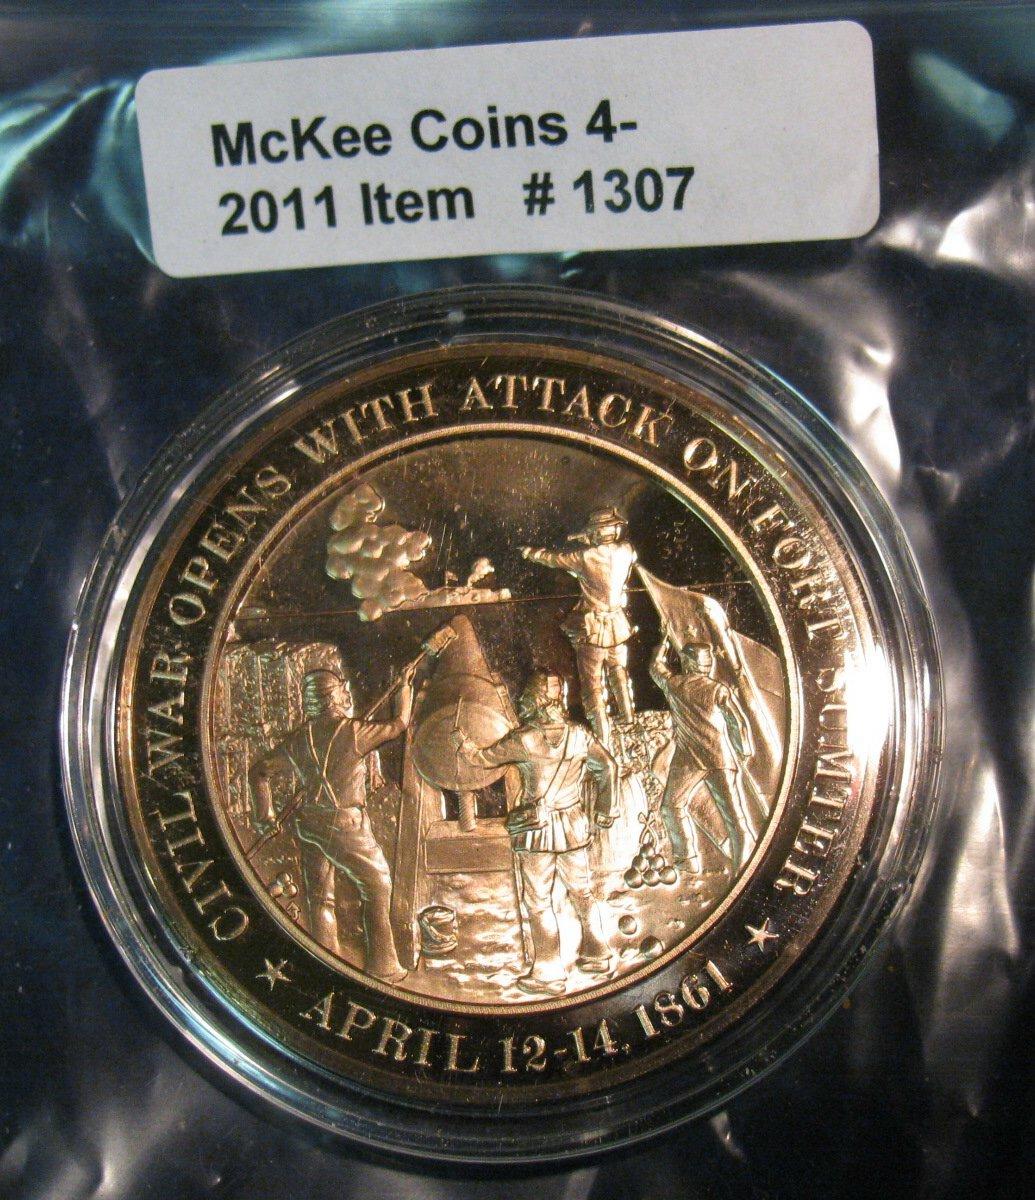 McKee Coins 4-
2011 Item # 1307
CIVIL WAR OPENS WITH ATTACK ON FORT SUMTER
★ APRIL 12-14, 1861 ★